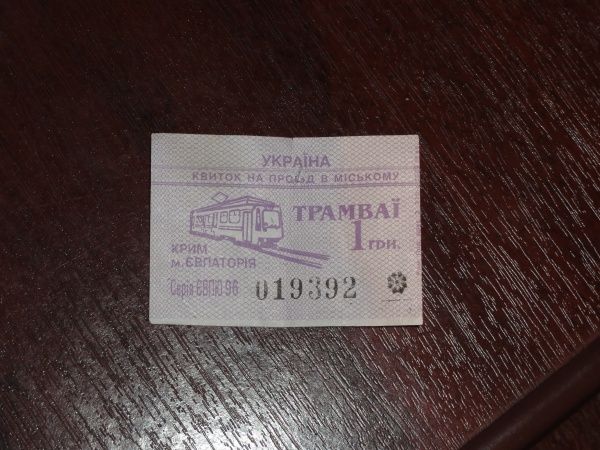 УКРАЇНА
КВИТОК НА ПРОЇЗД В МІСЬКОМУ
ТРАМВАЇ
1 ГРН.
КРИМ
м. ЄВПАТОРІЯ
Серія ЄВПЮ-96 019392